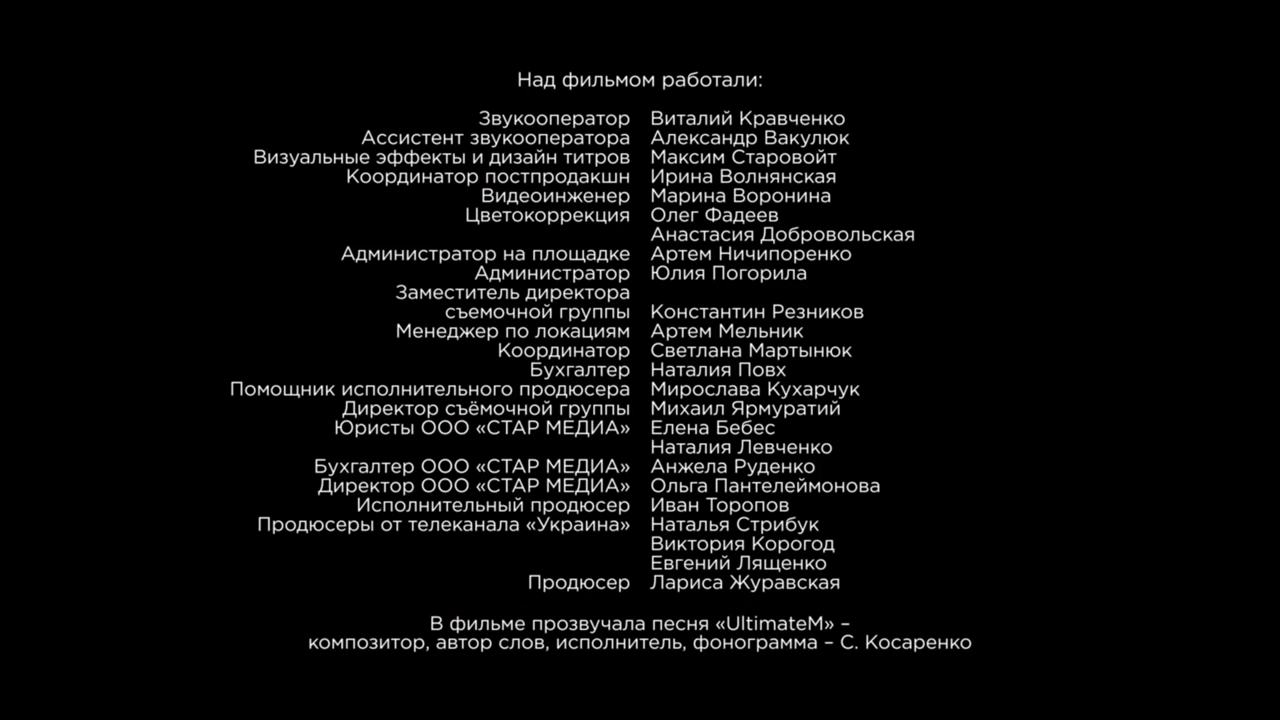 Над фильмом работали:
Звукооператор Виталий Кравченко
Ассистент звукооператора Александр Вакулюк
Визуальные эффекты и дизайн титров Максим Старовойт
Координатор постпродакшн Ирина Волнянская
Видеоинженер Марина Воронина
Цветокоррекция Олег Фадеев
Анастасия Добровольская
Администратор на площадке Артем Ничипоренко
Администратор Юлия Погорила
Заместитель директора
съемочной группы Константин Резников
Менеджер по локациям Артем Мельник
Координатор Светлана Мартынюк
Бухгалтер Наталия Повх
Помощник исполнительного продюсера Мирослава Кухарчук
Директор съёмочной группы Михаил Ярмуратий
Юристы ООО «СТАР МЕДИА» Елена Бебес
Наталия Левченко
Бухгалтер ООО «СТАР МЕДИА» Анжела Руденко
Директор ООО «СТАР МЕДИА» Ольга Пантелеймонова
Исполнительный продюсер Иван Торопов
Продюсеры от телеканала «Украина» Наталья Стрибук
Виктория Корогод
Евгений Лященко
Продюсер Лариса Журавская
В фильме прозвучала песня «UltimateM» –
композитор, автор слов, исполнитель, фонограмма – С. Косаренко